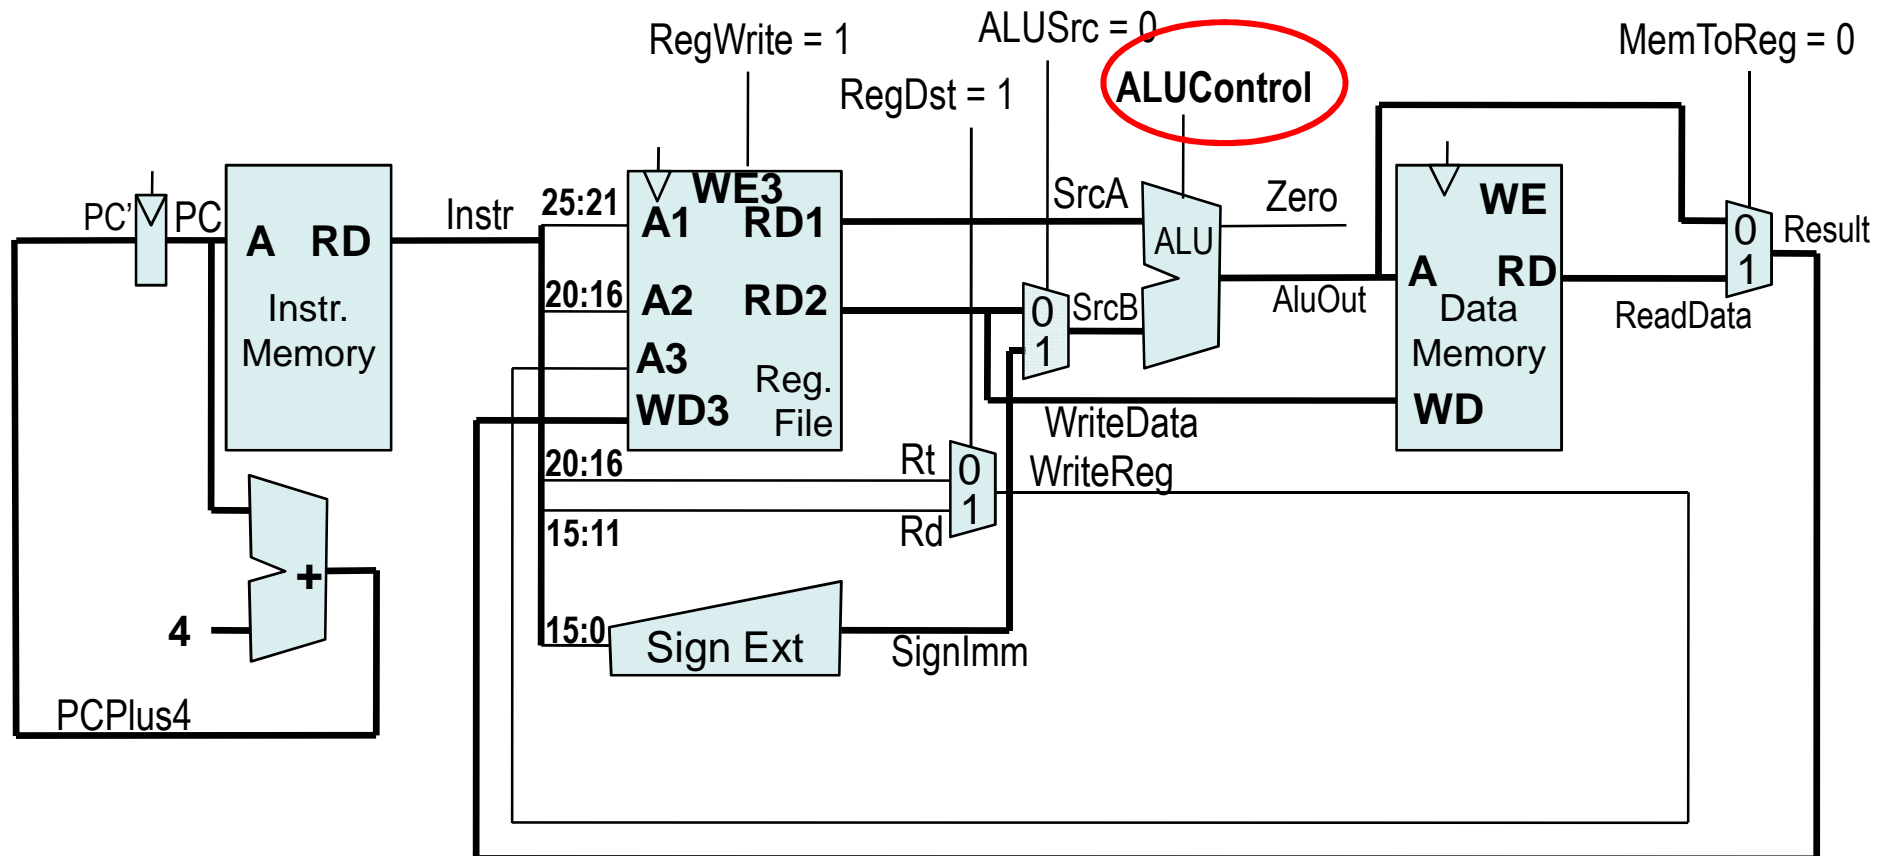 RegWrite = 1
ALUSrc = 0
MemToReg = 0
RegDst = 1
ALUControl
PC'
PC
A RD
Instr.
Memory
Instr
25:21
20:16
WE3
A1 RD1
A2 RD2
A3
WD3
Reg.
File
SrcA
0
1
SrcB
ALU
Zero
AluOut
WE
A RD
Data
Memory
WD
ReadData
0
1
Result
WriteData
WriteReg
20:16
15:11
Rt
Rd
0
1
+
4
15:0
Sign Ext
SignImm
PCPlus4